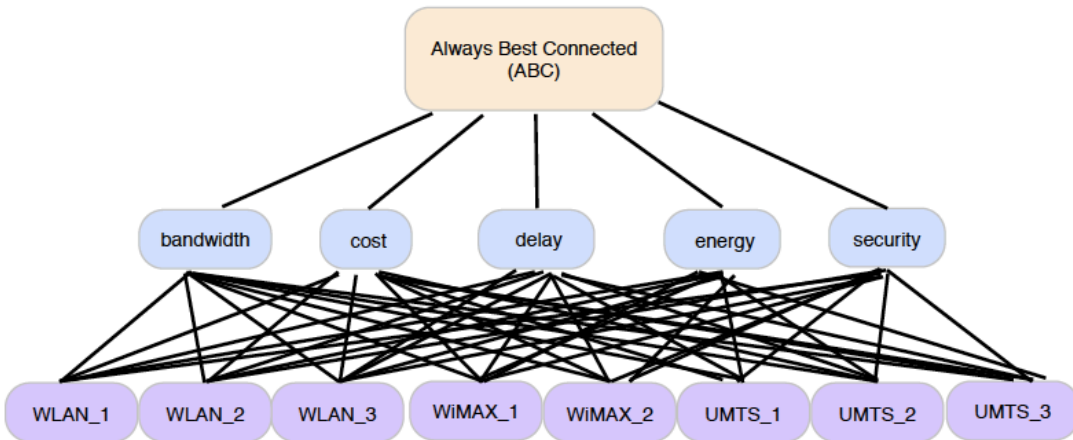 Always Best Connected
(ABC)
bandwidth
cost
delay
energy
security
WLAN_1
WLAN_2
WLAN_3
WiMAX_1
WiMAX_2
UMTS_1
UMTS_2
UMTS_3